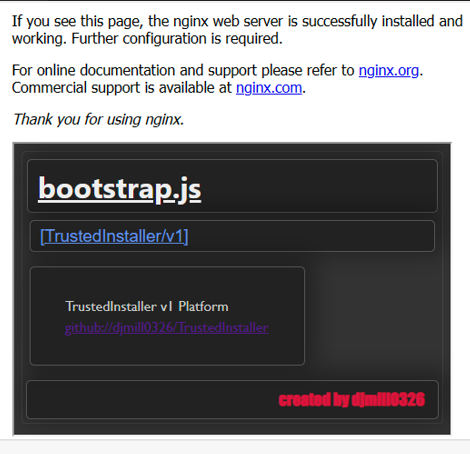 If you see this page, the nginx web server is successfully installed and
working. Further configuration is required.
For online documentation and support please refer to nginx.org.
Commercial support is available at nginx.com.
Thank you for using nginx.
bootstrap.js
[TrustedInstaller/v1]
TrustedInstaller v1 Platform
github://djmill0326/TrustedInstaller
created by djmill0326